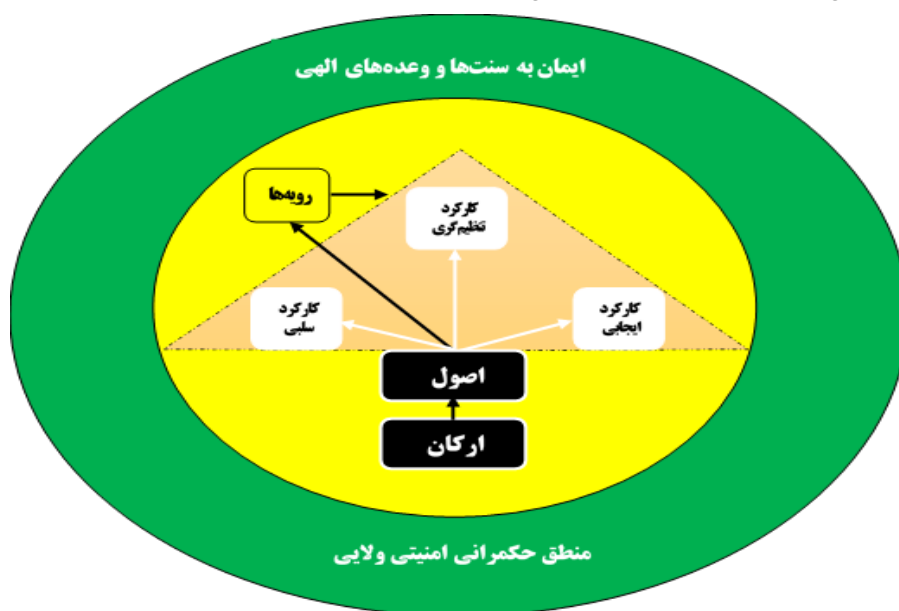 ایمان به سنت‌ها و وعده‌های الهی
رویه‌ها
کارکرد
تنظیم‌گری
کارکرد
ایجابی
کارکرد
سلبی
اصول
ارکان
منطق حکمرانی امنیتی ولایی